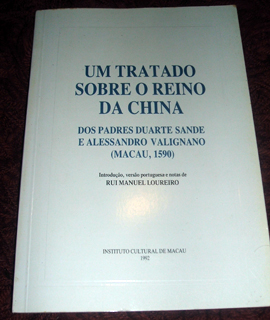 UM TRATADO
SOBRE O REINO
DA CHINA
DOS PADRES DUARTE SANDE
E ALESSANDRO VALIGNANO
(MACAU, 1590)
Introdução, versão portuguesa e notas de
RUI MANUEL LOUREIRO
INSTITUTO CULTURAL DE MACAU
1992